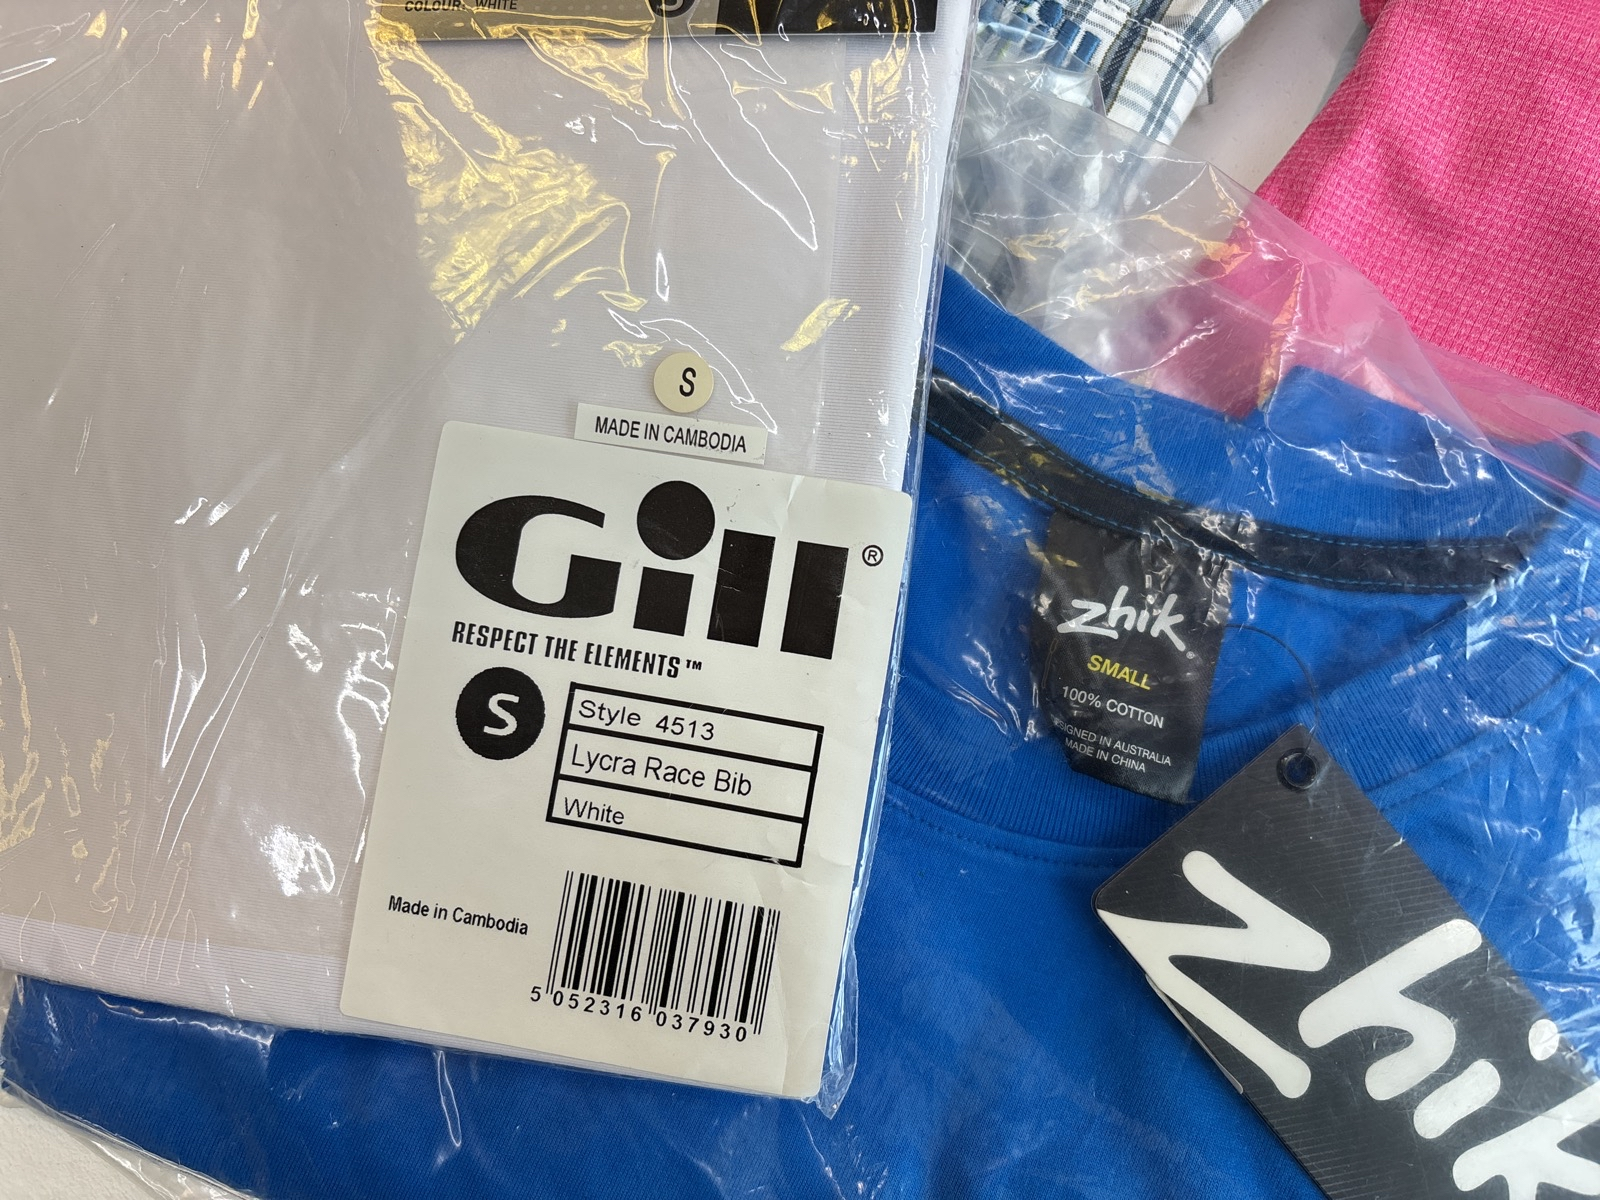 COLOUR: WHITE
S
MADE IN CAMBODIA
Gill®
RESPECT THE ELEMENTS™
S
Style 4513
Lycra Race Bib
White
Made in Cambodia
5 052316 037930
zhik®
SMALL
100% COTTON
DESIGNED IN AUSTRALIA
MADE IN CHINA
zhik